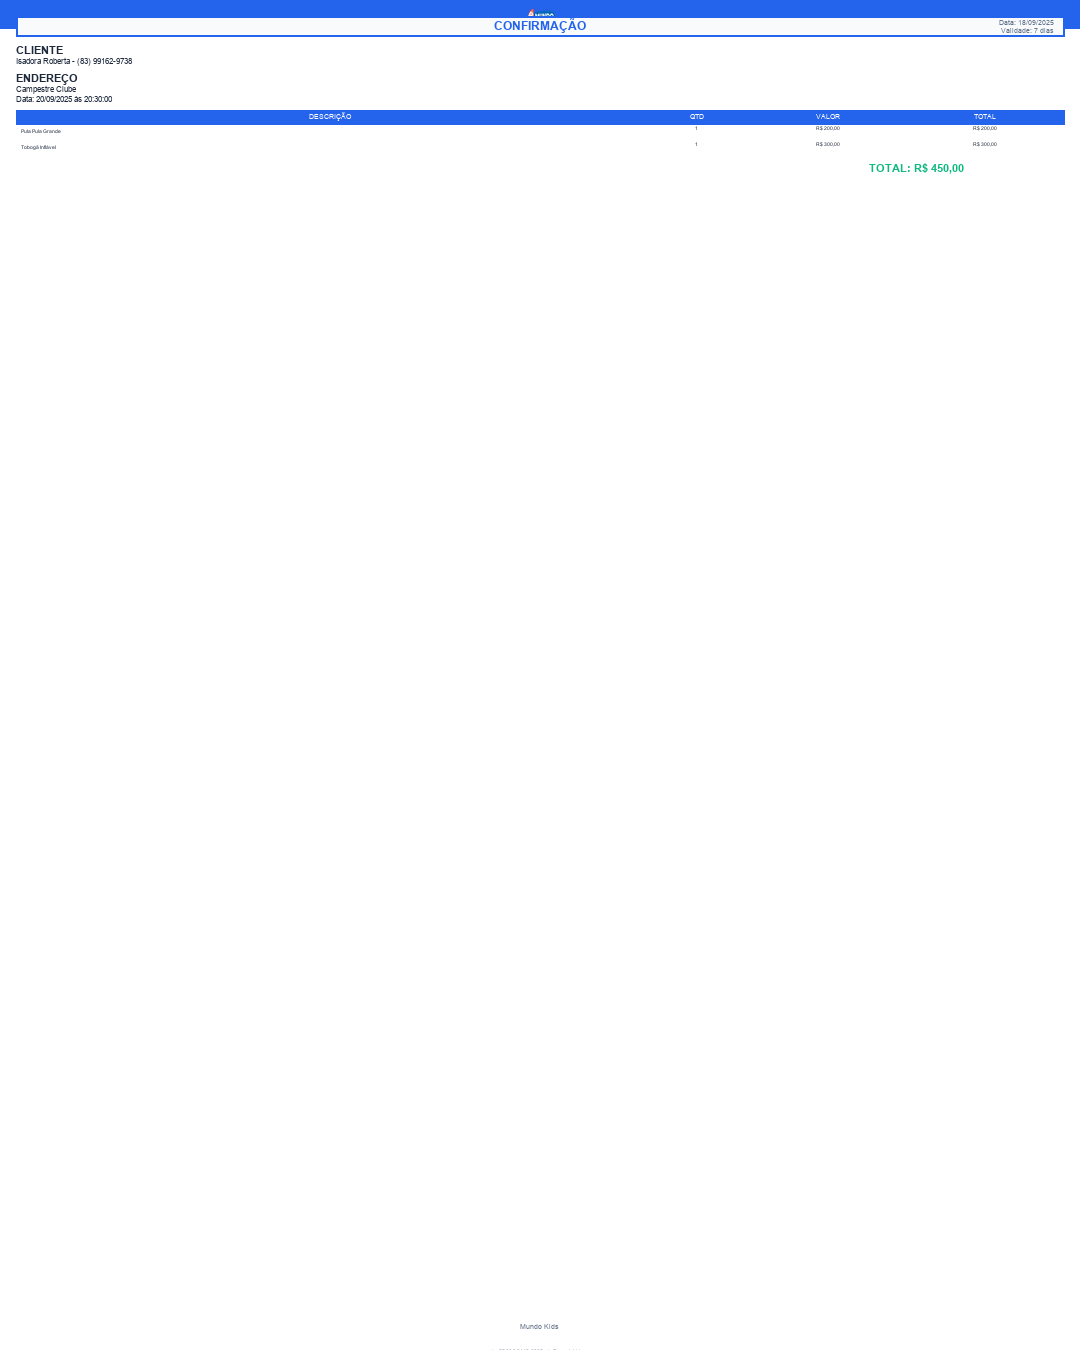 MUNDO
CONFIRMAÇÃO
Data: 18/09/2025
Validade: 7 dias
CLIENTE
Isadora Roberta - (83) 99162-9738
ENDEREÇO
Campestre Clube
Data: 20/09/2025 às 20:30:00
DESCRIÇÃO QTD VALOR TOTAL
Pula Pula Grande 1 R$ 200,00 R$ 200,00
Tobogã Inflável 1 R$ 300,00 R$ 300,00
TOTAL: R$ 450,00
Mundo Kids